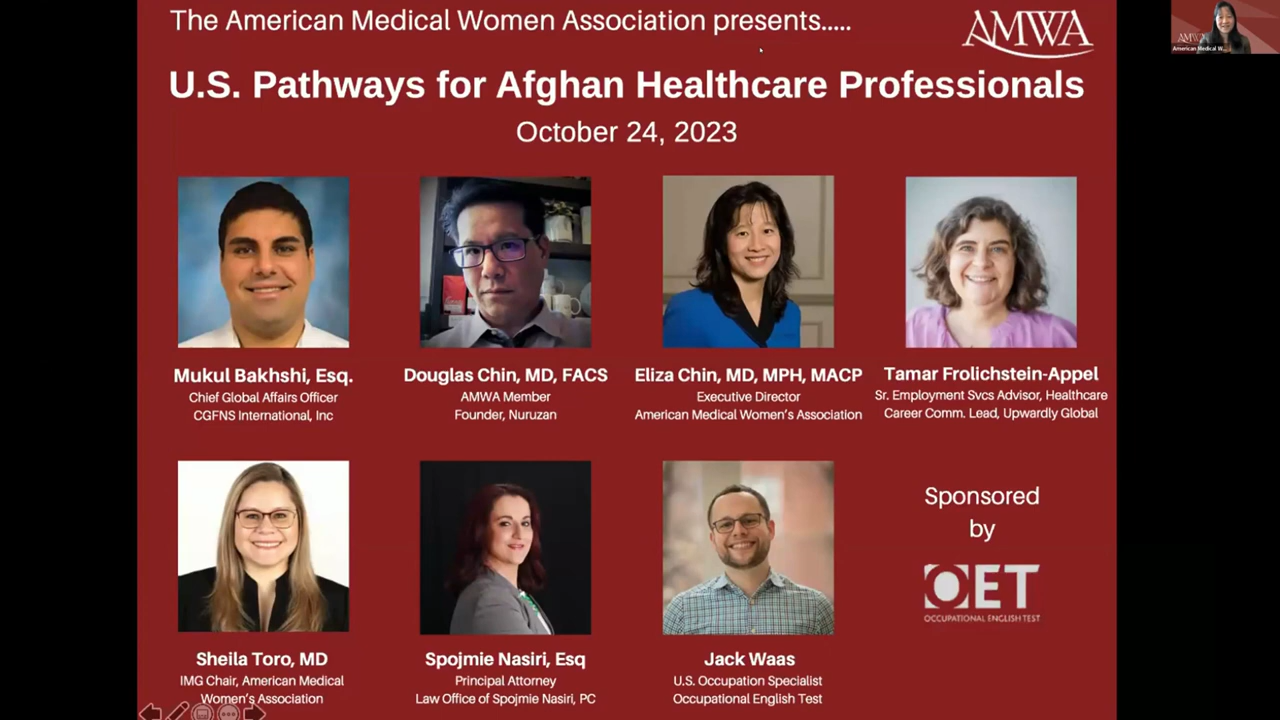 The American Medical Women Association presents.....
AMWA
U.S. Pathways for Afghan Healthcare Professionals
October 24, 2023
Mukul Bakhshi, Esq.
Chief Global Affairs Officer
CGFNS International, Inc
Douglas Chin, MD, FACS
AMWA Member
Founder, Nuruzan
Eliza Chin, MD, MPH, MACP
Executive Director
American Medical Women's Association
Tamar Frolichstein-Appel
Sr. Employment Svcs Advisor, Healthcare
Career Comm. Lead, Upwardly Global
Sheila Toro, MD
IMG Chair, American Medical
Women's Association
Spojmie Nasiri, Esq
Principal Attorney
Law Office of Spojmie Nasiri, PC
Jack Waas
U.S. Occupation Specialist
Occupational English Test
Sponsored
by
OET
OCCUPATIONAL ENGLISH TEST
AMWA
American Medical W...